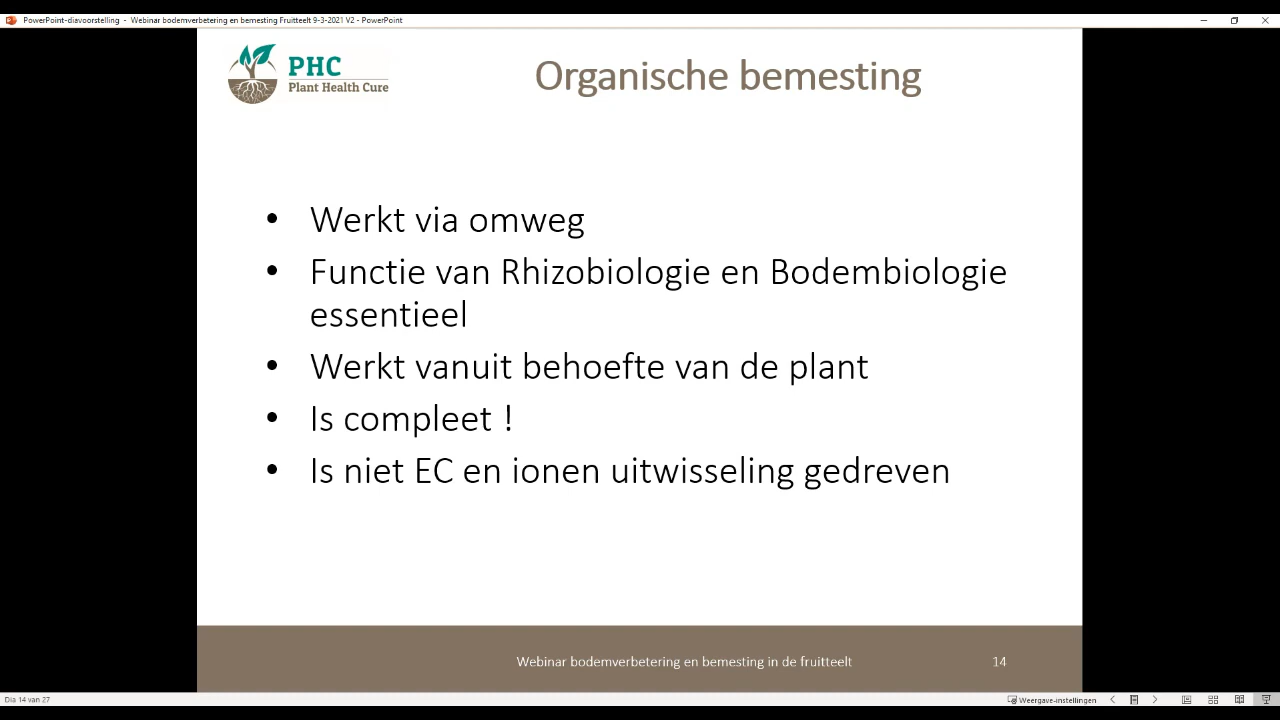 PowerPoint-diavoorstelling - Webinar bodemverbetering en bemesting Fruitteelt 9-3-2021 V2 - PowerPoint
PHC
Plant Health Cure
Organische bemesting
• Werkt via omweg
• Functie van Rhizobiologie en Bodembiologie
essentieel
• Werkt vanuit behoefte van de plant
• Is compleet !
• Is niet EC en ionen uitwisseling gedreven
Webinar bodemverbetering en bemesting in de fruitteelt 14
Dia 14 van 27
Weergave-instellingen